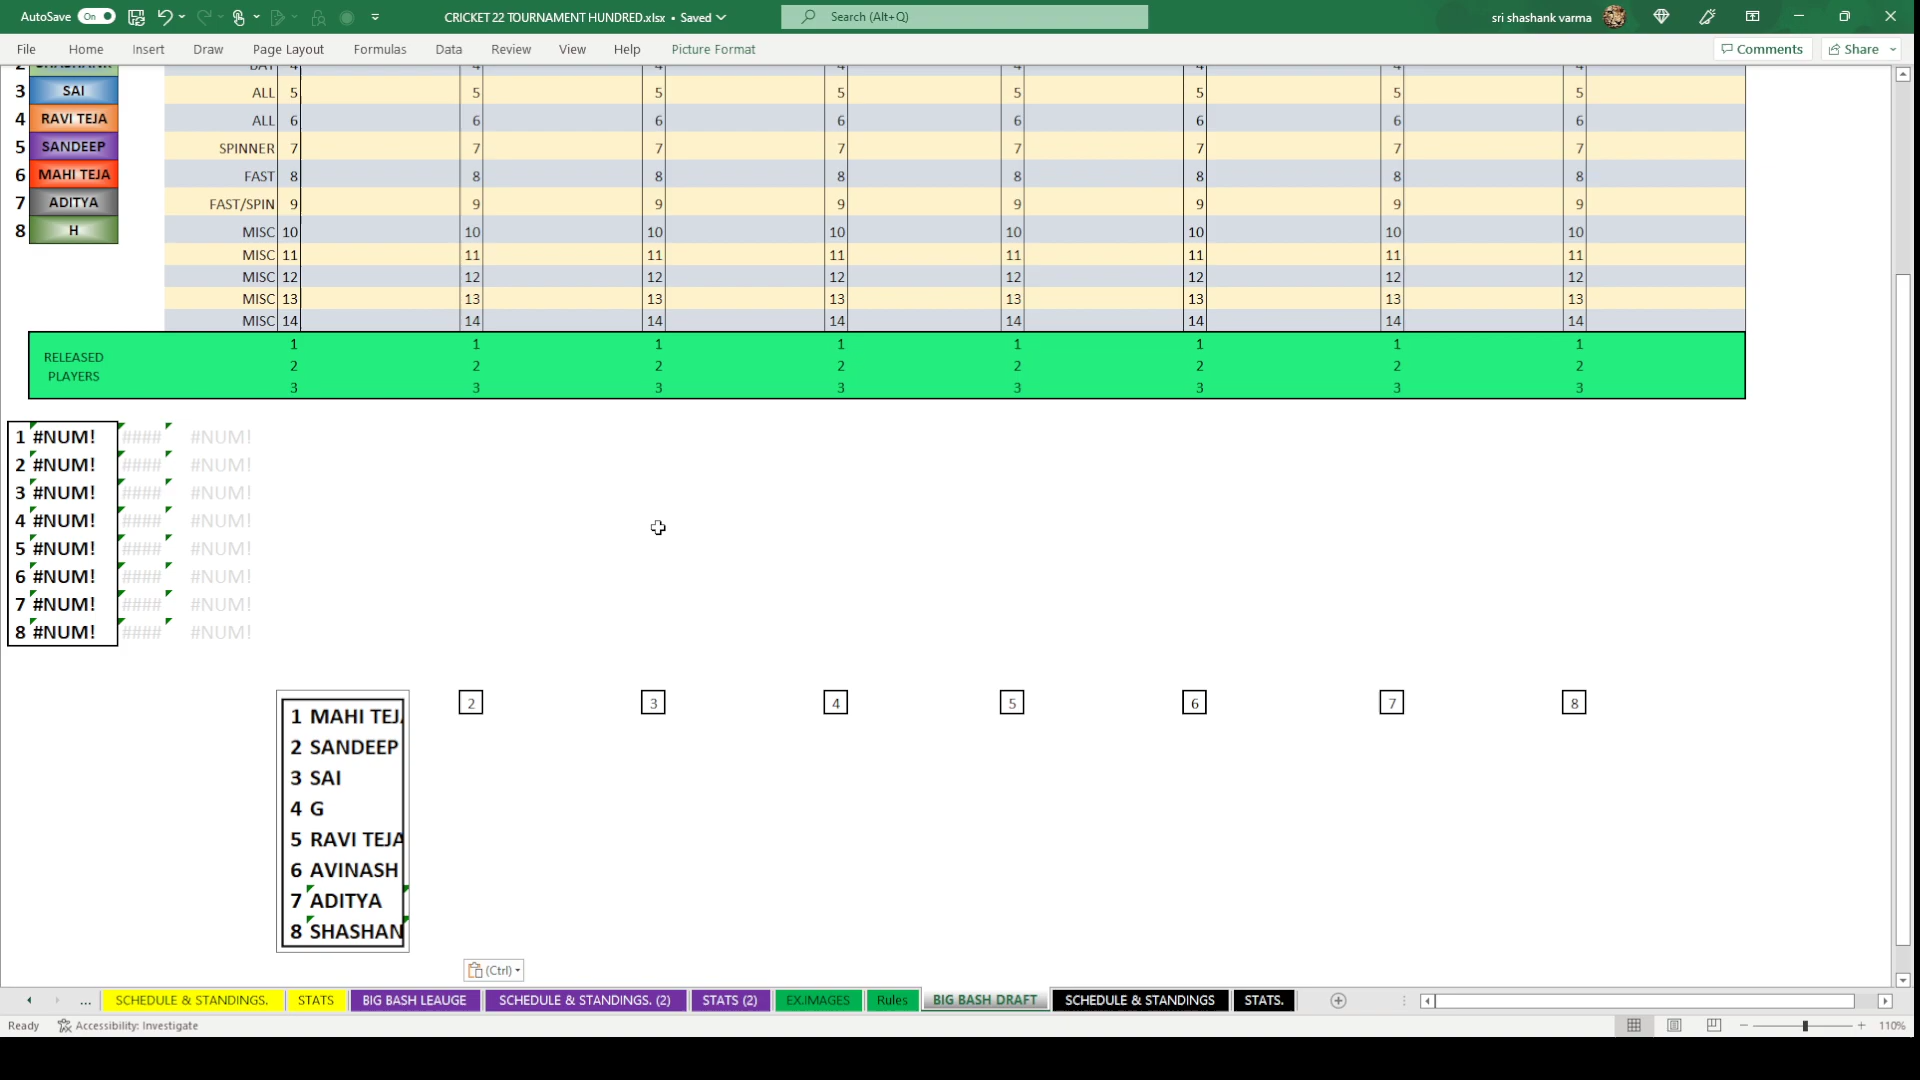 AutoSave On CRICKET 22 TOURNAMENT HUNDRED.xlsx • Saved Search (Alt+Q) sri shashank varma
File Home Insert Draw Page Layout Formulas Data Review View Help Picture Format Comments Share
2 SHASHANK BAT 4 4 4 4 4 4 4 4
3 SAI ALL 5 5 5 5 5 5 5 5
4 RAVI TEJA ALL 6 6 6 6 6 6 6 6
5 SANDEEP SPINNER 7 7 7 7 7 7 7 7
6 MAHI TEJA FAST 8 8 8 8 8 8 8 8
7 ADITYA FAST/SPIN 9 9 9 9 9 9 9 9
8 H MISC 10 10 10 10 10 10 10 10
MISC 11 11 11 11 11 11 11 11
MISC 12 12 12 12 12 12 12 12
MISC 13 13 13 13 13 13 13 13
MISC 14 14 14 14 14 14 14 14
RELEASED PLAYERS
1 1 1 1 1 1 1 1
2 2 2 2 2 2 2 2
3 3 3 3 3 3 3 3
1 #NUM! #### #NUM!
2 #NUM! #### #NUM!
3 #NUM! #### #NUM!
4 #NUM! #### #NUM!
5 #NUM! #### #NUM!
6 #NUM! #### #NUM!
7 #NUM! #### #NUM!
8 #NUM! #### #NUM!
2 3 4 5 6 7 8
1 MAHI TEJ
2 SANDEEP
3 SAI
4 G
5 RAVI TEJA
6 AVINASH
7 ADITYA
8 SHASHAN
(Ctrl)
... SCHEDULE & STANDINGS. STATS BIG BASH LEAUGE SCHEDULE & STANDINGS. (2) STATS (2) EX.IMAGES Rules BIG BASH DRAFT SCHEDULE & STANDINGS STATS.
Ready Accessibility: Investigate 110%